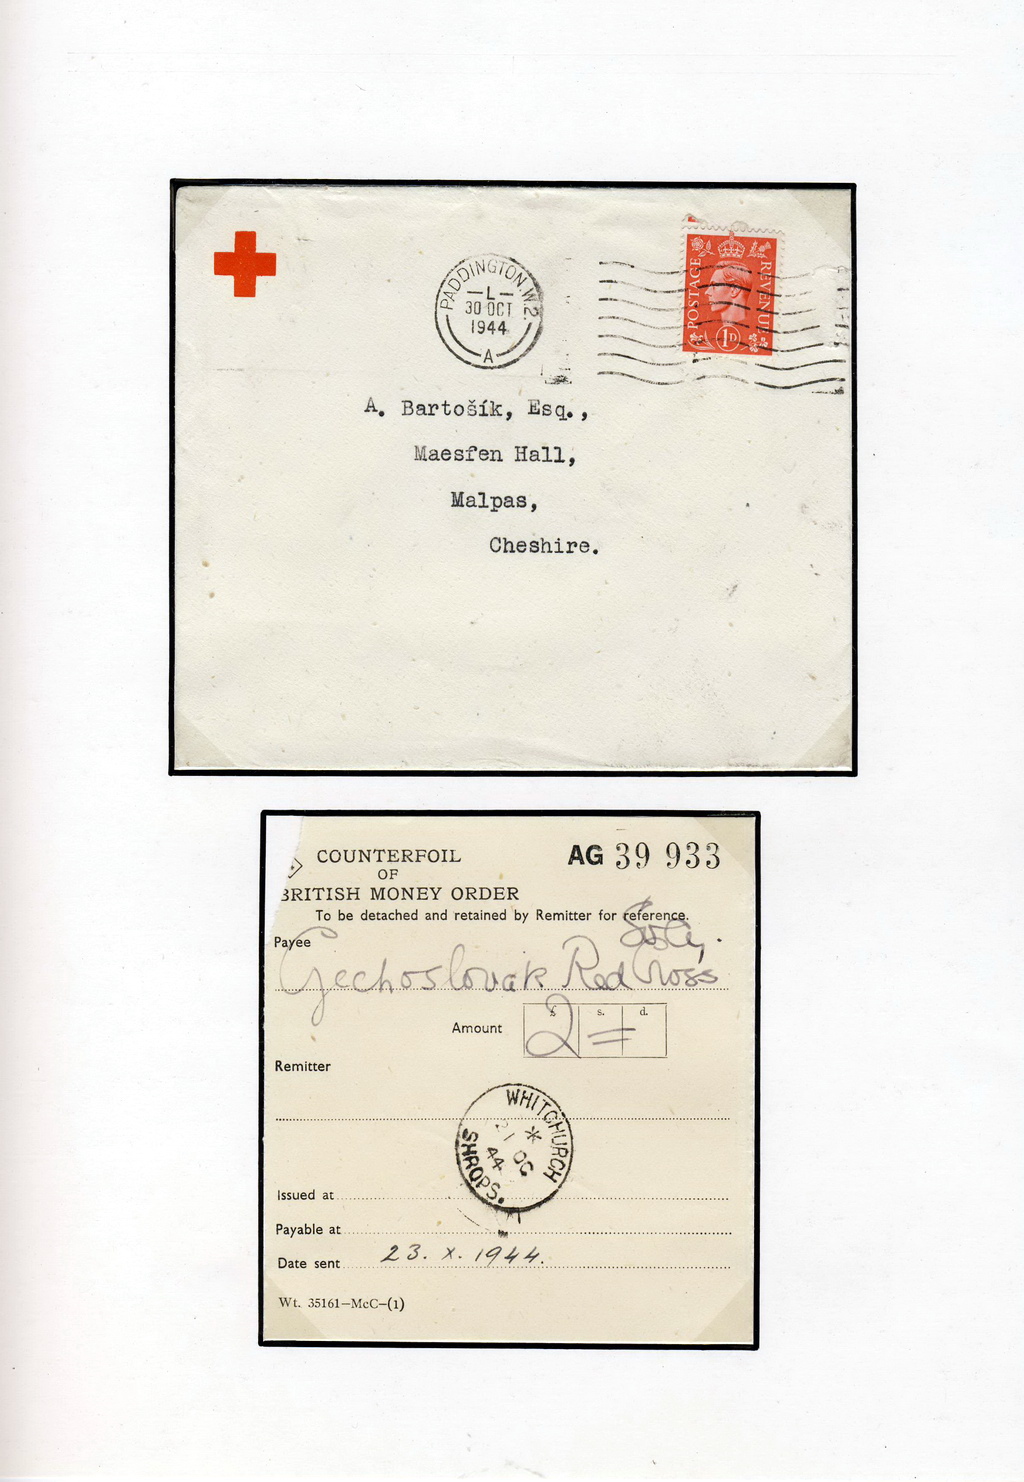 PADDINGTON.W.2.
— L —
30 OCT
1944
A
POSTAGE
REVENUE
1D
A. Bartošík, Esq.,
Maesfen Hall,
Malpas,
Cheshire.
COUNTERFOIL
AG 39 933
OF
BRITISH MONEY ORDER
To be detached and retained by Remitter for reference.
Payee
Czechoslovak Red Cross
£ s. d.
Amount 2 =
Remitter
WHITCHURCH
*
21 OC
44
SHROPS.
Issued at
Payable at
Date sent 23. X. 1944.
Wt. 35161—McC—(1)